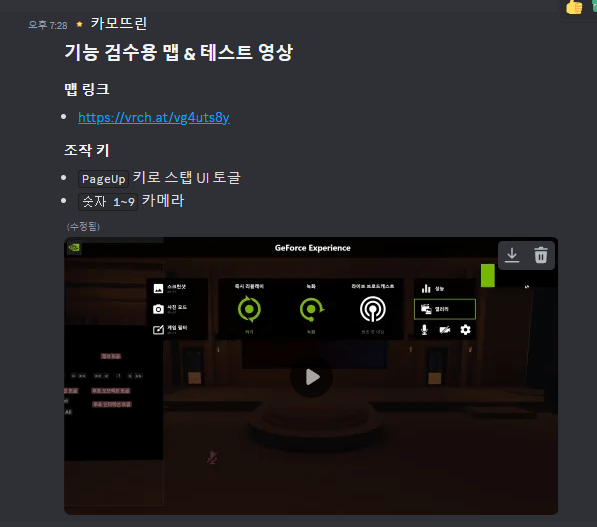 오후 7:28 카모뜨린
기능 검수용 맵 & 테스트 영상
맵 링크
https://vrch.at/vg4uts8y
조작 키
PageUp 키로 스탭 UI 토글
숫자 1~9 카메라
(수정됨)
GeForce Experience
스크린샷
사진 모드
게임 필터
즉시 리플레이
녹화
라이브 브로드캐스트
성능
갤러리
녹화